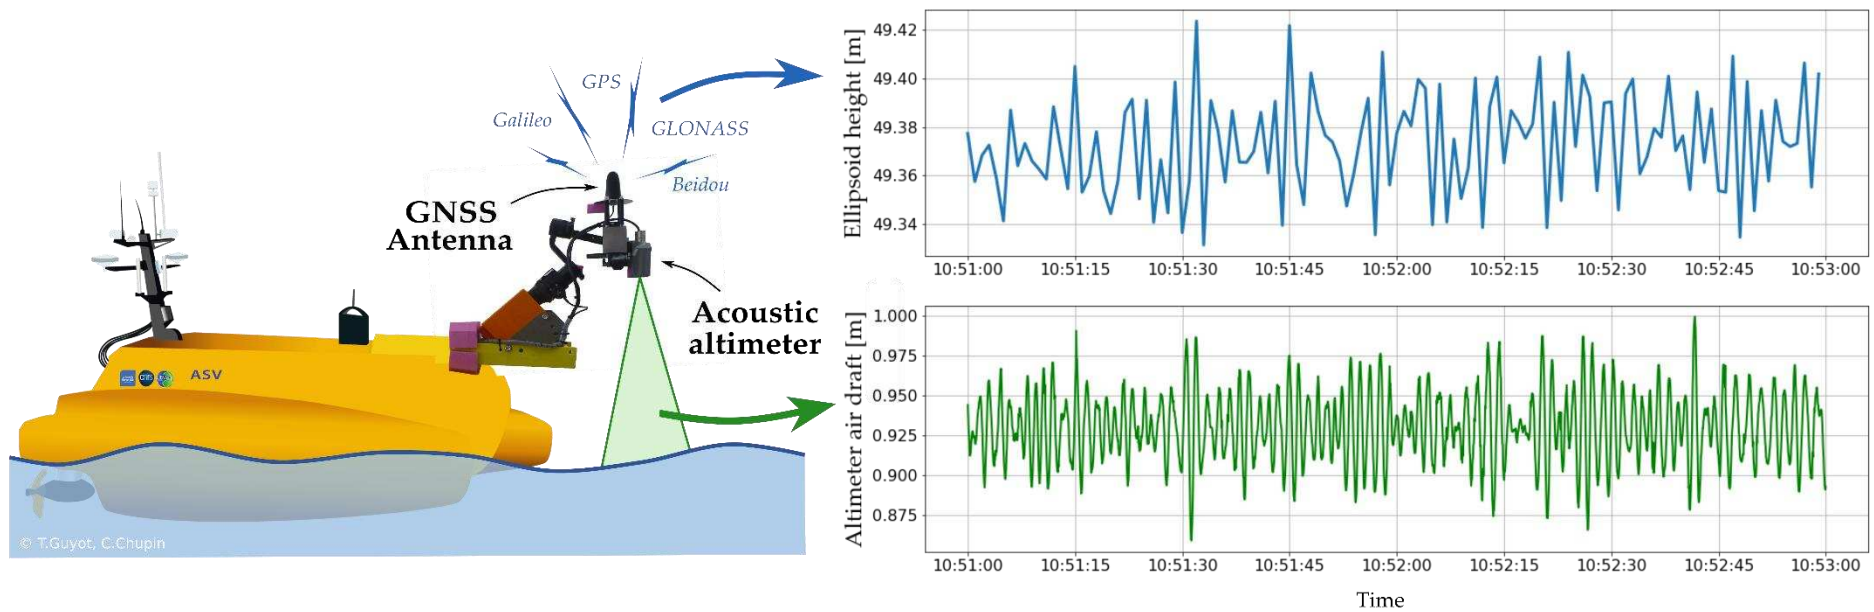 GPS
Galileo
GLONASS
Beidou
GNSS
Antenna
Acoustic
altimeter
ASV
© T.Guyot, C.Chupin
Ellipsoid height [m]
49.42
49.40
49.38
49.36
49.34
10:51:00 10:51:15 10:51:30 10:51:45 10:52:00 10:52:15 10:52:30 10:52:45 10:53:00
Altimeter air draft [m]
1.000
0.975
0.950
0.925
0.900
0.875
10:51:00 10:51:15 10:51:30 10:51:45 10:52:00 10:52:15 10:52:30 10:52:45 10:53:00
Time